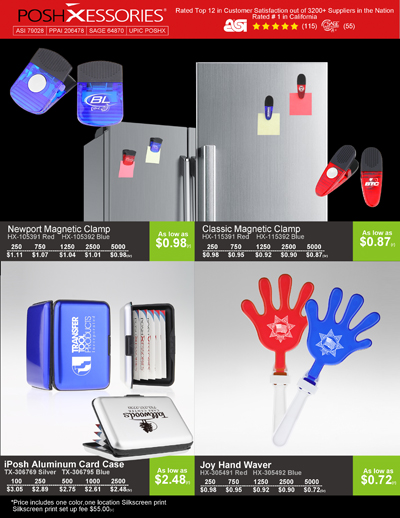 POSHXESSORIES®
ASI 79028 | PPAI 206478 | SAGE 64870 | UPIC POSHX
Rated Top 12 in Customer Satisfaction out of 3200+ Suppliers in the Nation
Rated # 1 in California
ASI ★★★★★ (115) (55)
BL
BMC
Newport Magnetic Clamp
HX-105391 Red HX-105392 Blue
250 750 1250 2500 5000
$1.11 $1.07 $1.04 $1.01 $0.98(R)
As low as
$0.98(R)
Classic Magnetic Clamp
HX-115391 Red HX-115392 Blue
250 750 1250 2500 5000
$0.98 $0.95 $0.92 $0.90 $0.87(R)
As low as
$0.87(R)
TRANSFER
TOOL
PRODUCTS
iPosh Aluminum Card Case
TX-306769 Silver TX-306795 Blue
100 250 500 1000 2500
$3.05 $2.89 $2.75 $2.61 $2.48(R)
As low as
$2.48(R)
Joy Hand Waver
HX-305491 Red HX-305492 Blue
250 750 1250 2500 5000
$0.98 $0.95 $0.92 $0.90 $0.72(R)
As low as
$0.72(R)
*Price includes one color,one location Silkscreen print
Silkscreen print set up fee $55.00(R)